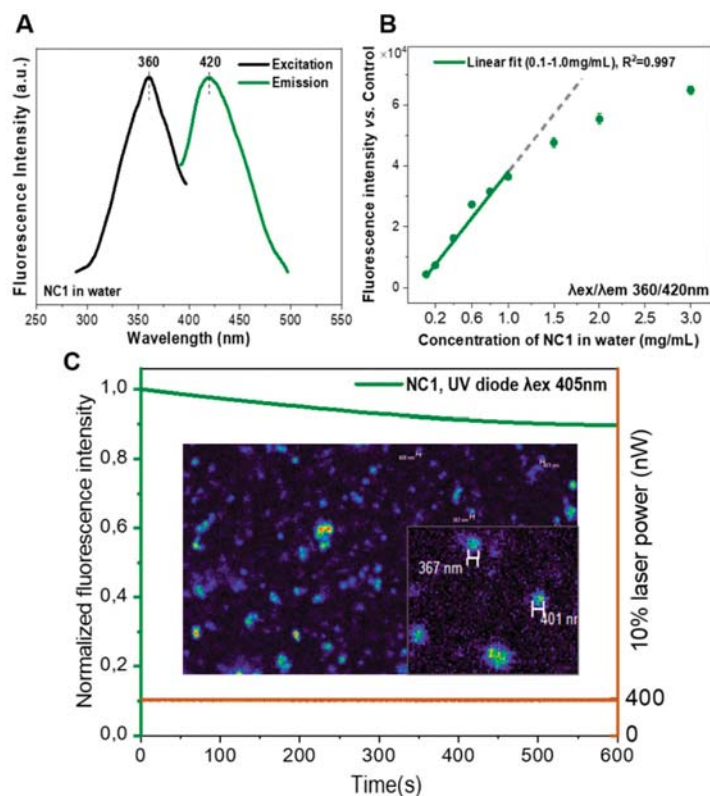 A
360
420
Excitation
Emission
Fluorescence Intensity (a.u.)
NC1 in water
250 300 350 400 450 500 550
Wavelength (nm)
B
×10⁴
Linear fit (0.1-1.0mg/mL), R²=0.997
Fluorescence intensity vs. Control
8
6
4
2
0
λex/λem 360/420nm
0.2 0.6 1.0 1.5 2.0 3.0
Concentration of NC1 in water (mg/mL)
C
NC1, UV diode λex 405nm
Normalized fluorescence intensity
1,0
0,8
0,6
0,4
0,2
0,0
367 nm
401 nm
10% laser power (nW)
400
0
0 100 200 300 400 500 600
Time(s)